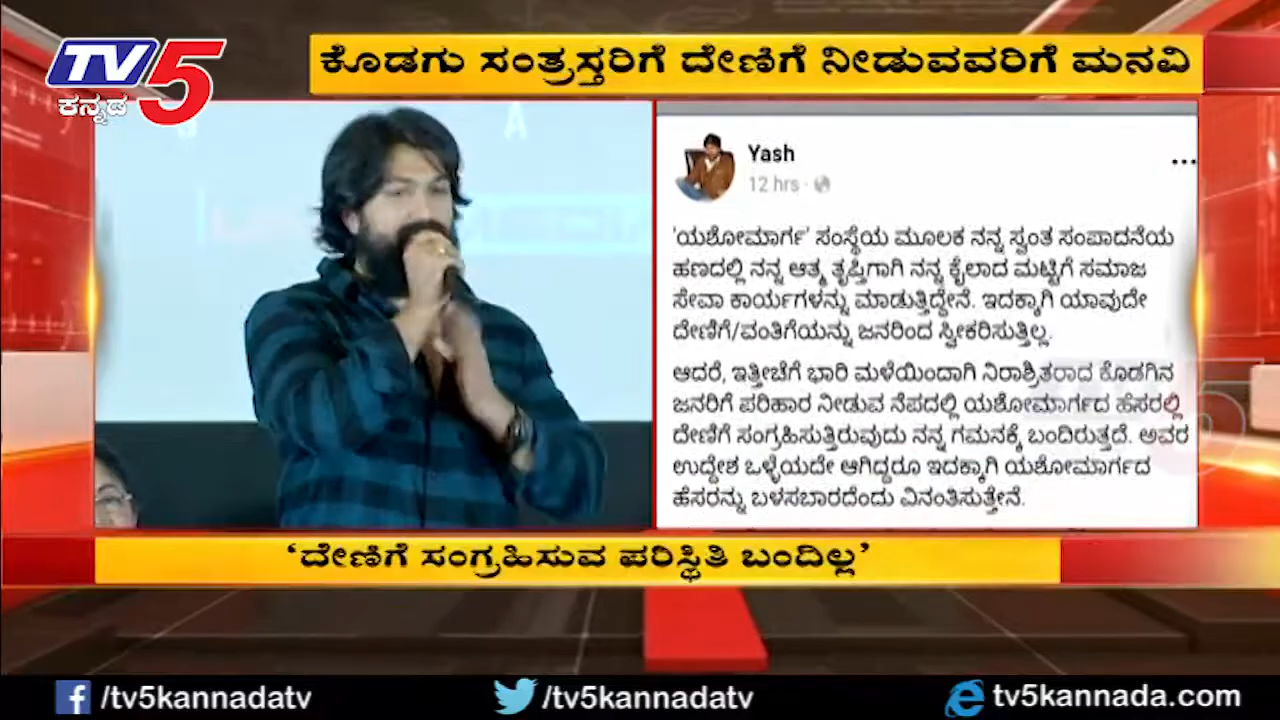 TV5
ಕನ್ನಡ
ಕೊಡಗು ಸಂತ್ರಸ್ತರಿಗೆ ದೇಣಿಗೆ ನೀಡುವವರಿಗೆ ಮನವಿ
A
Yash
12 hrs ·
'ಯಶೋಮಾರ್ಗ' ಸಂಸ್ಥೆಯ ಮೂಲಕ ನನ್ನ ಸ್ವಂತ ಸಂಪಾದನೆಯ
ಹಣದಲ್ಲಿ ನನ್ನ ಆತ್ಮ ತೃಪ್ತಿಗಾಗಿ ನನ್ನ ಕೈಲಾದ ಮಟ್ಟಿಗೆ ಸಮಾಜ
ಸೇವಾ ಕಾರ್ಯಗಳನ್ನು ಮಾಡುತ್ತಿದ್ದೇನೆ. ಇದಕ್ಕಾಗಿ ಯಾವುದೇ
ದೇಣಿಗೆ/ವಂತಿಗೆಯನ್ನು ಜನರಿಂದ ಸ್ವೀಕರಿಸುತ್ತಿಲ್ಲ.
ಆದರೆ, ಇತ್ತೀಚೆಗೆ ಭಾರಿ ಮಳೆಯಿಂದಾಗಿ ನಿರಾಶ್ರಿತರಾದ ಕೊಡಗಿನ
ಜನರಿಗೆ ಪರಿಹಾರ ನೀಡುವ ನೆಪದಲ್ಲಿ ಯಶೋಮಾರ್ಗದ ಹೆಸರಲ್ಲಿ
ದೇಣಿಗೆ ಸಂಗ್ರಹಿಸುತ್ತಿರುವುದು ನನ್ನ ಗಮನಕ್ಕೆ ಬಂದಿರುತ್ತದೆ. ಅವರ
ಉದ್ದೇಶ ಒಳ್ಳೆಯದೇ ಆಗಿದ್ದರೂ ಇದಕ್ಕಾಗಿ ಯಶೋಮಾರ್ಗದ
ಹೆಸರನ್ನು ಬಳಸಬಾರದೆಂದು ವಿನಂತಿಸುತ್ತೇನೆ.
‘ದೇಣಿಗೆ ಸಂಗ್ರಹಿಸುವ ಪರಿಸ್ಥಿತಿ ಬಂದಿಲ್ಲ’
/tv5kannadatv
/tv5kannadatv
tv5kannada.com